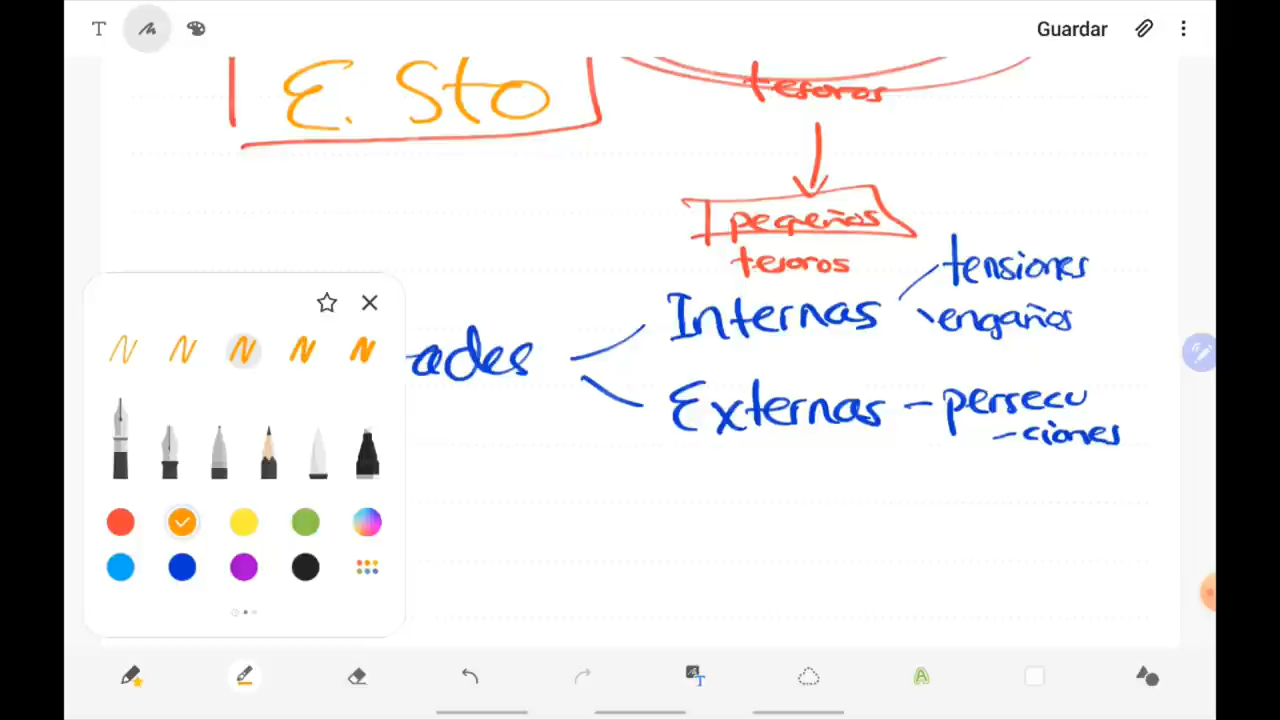 T
Guardar
E. Sto
tesoros
pequeños
tesoros
tensiones
Internas
engaños
ades
Externas - persecu
- ciones
T
A